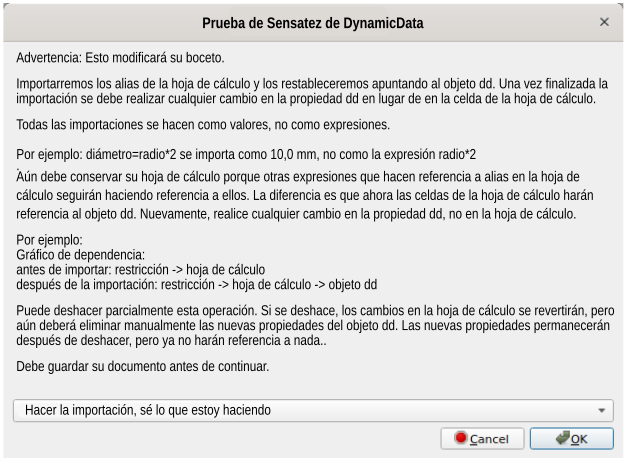 Prueba de Sensatez de DynamicData
Advertencia: Esto modificará su boceto.
Importarremos los alias de la hoja de cálculo y los restableceremos apuntando al objeto dd. Una vez finalizada la
importación se debe realizar cualquier cambio en la propiedad dd en lugar de en la celda de la hoja de cálculo.
Todas las importaciones se hacen como valores, no como expresiones.
Por ejemplo: diámetro=radio*2 se importa como 10,0 mm, no como la expresión radio*2
Aún debe conservar su hoja de cálculo porque otras expresiones que hacen referencia a alias en la hoja de
cálculo seguirán haciendo referencia a ellos. La diferencia es que ahora las celdas de la hoja de cálculo harán
referencia al objeto dd. Nuevamente, realice cualquier cambio en la propiedad dd, no en la hoja de cálculo.
Por ejemplo:
Gráfico de dependencia:
antes de importar: restricción -> hoja de cálculo
después de la importación: restricción -> hoja de cálculo -> objeto dd
Puede deshacer parcialmente esta operación. Si se deshace, los cambios en la hoja de cálculo se revertirán, pero
aún deberá eliminar manualmente las nuevas propiedades del objeto dd. Las nuevas propiedades permanecerán
después de deshacer, pero ya no harán referencia a nada..
Debe guardar su documento antes de continuar.
Hacer la importación, sé lo que estoy haciendo
Cancel OK